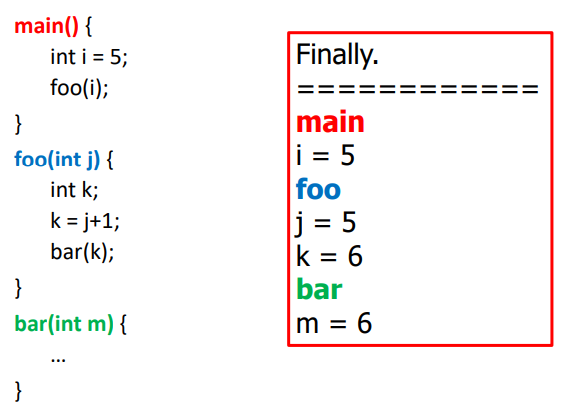 main() {
int i = 5;
foo(i);
}
foo(int j) {
int k;
k = j+1;
bar(k);
}
bar(int m) {
...
}
Finally.
============
main
i = 5
foo
j = 5
k = 6
bar
m = 6